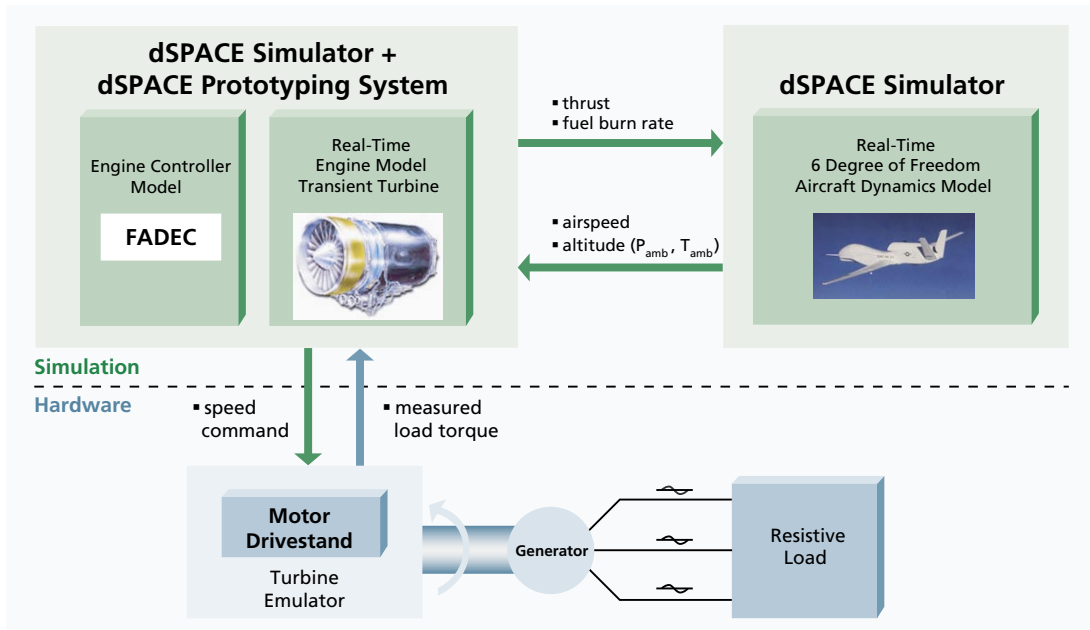 dSPACE Simulator +
dSPACE Prototyping System
Engine Controller
Model
FADEC
Real-Time
Engine Model
Transient Turbine
▪ thrust
▪ fuel burn rate
▪ airspeed
▪ altitude (P_amb, T_amb)
dSPACE Simulator
Real-Time
6 Degree of Freedom
Aircraft Dynamics Model
Simulation
Hardware
▪ speed
command
▪ measured
load torque
Motor
Drivestand
Turbine
Emulator
Generator
Resistive
Load